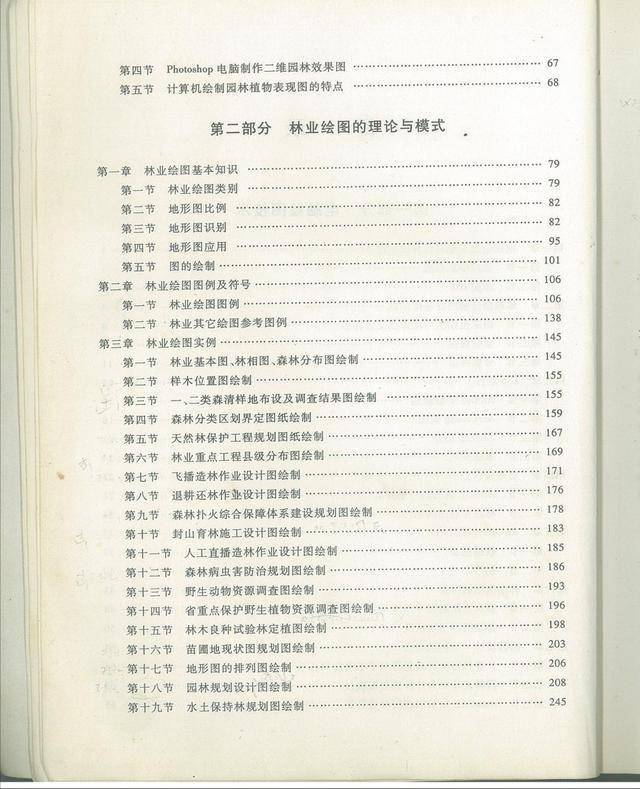 第四节 Photoshop 电脑制作二维园林效果图 …… 67
第五节 计算机绘制园林植物表现图的特点 …… 68
第二部分 林业绘图的理论与模式
第一章 林业绘图基本知识 …… 79
第一节 林业绘图类别 …… 79
第二节 地形图比例 …… 82
第三节 地形图识别 …… 82
第四节 地形图应用 …… 95
第五节 图的绘制 …… 101
第二章 林业绘图图例及符号 …… 106
第一节 林业绘图图例 …… 106
第二节 林业其它绘图参考图例 …… 138
第三章 林业绘图实例 …… 145
第一节 林业基本图、林相图、森林分布图绘制 …… 145
第二节 样木位置图绘制 …… 155
第三节 一、二类森清样地布设及调查结果图绘制 …… 155
第四节 森林分类区划界定图纸绘制 …… 159
第五节 天然林保护工程规划图纸绘制 …… 167
第六节 林业重点工程县级分布图绘制 …… 169
第七节 飞播造林作业设计图绘制 …… 171
第八节 退耕还林作业设计图绘制 …… 176
第九节 森林扑火综合保障体系建设规划图绘制 …… 178
第十节 封山育林施工设计图绘制 …… 183
第十一节 人工直播造林作业设计图绘制 …… 185
第十二节 森林病虫害防治规划图绘制 …… 186
第十三节 野生动物资源调查图绘制 …… 193
第十四节 省重点保护野生植物资源调查图绘制 …… 196
第十五节 林木良种试验林定植图绘制 …… 198
第十六节 苗圃地现状图规划图绘制 …… 203
第十七节 地形图的排列图绘制 …… 206
第十八节 园林规划设计图绘制 …… 208
第十九节 水土保持林规划图绘制 …… 245